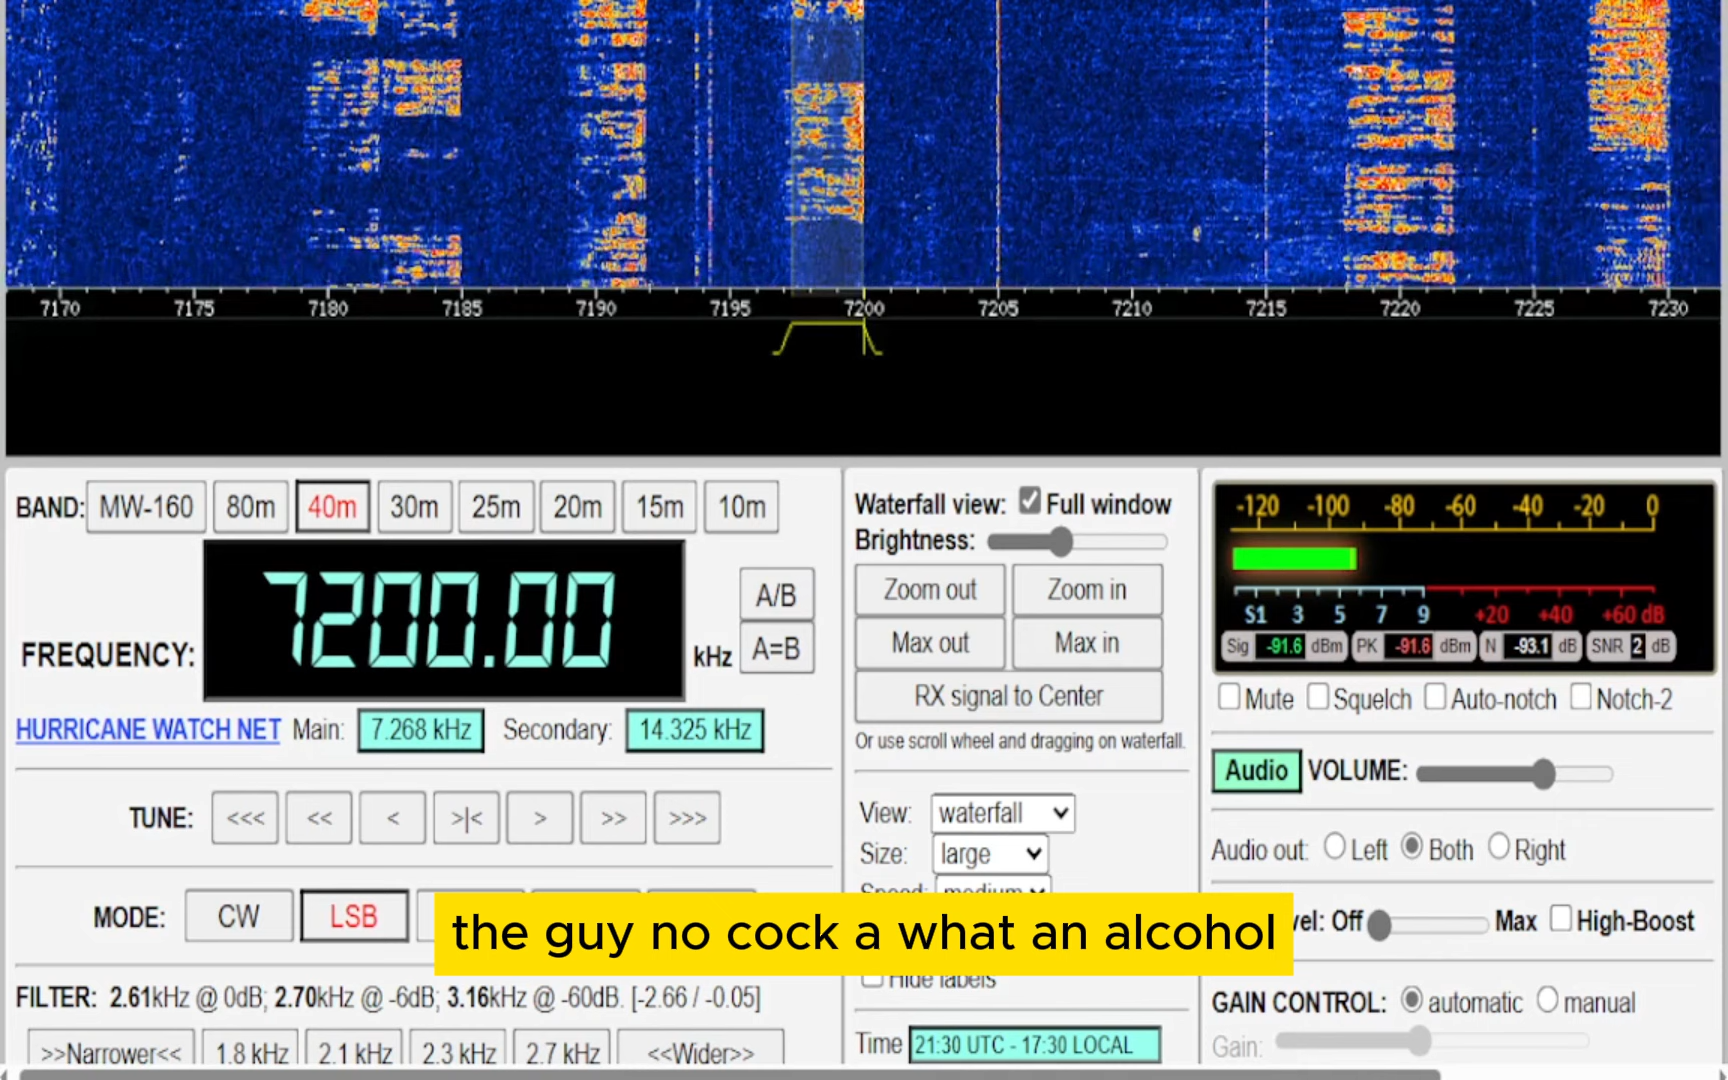 7170 7175 7180 7185 7190 7195 7200 7205 7210 7215 7220 7225 7230
BAND: MW-160 80m 40m 30m 25m 20m 15m 10m
FREQUENCY: 7200.00 kHz
A/B
A=B
HURRICANE WATCH NET Main: 7.268 kHz Secondary: 14.325 kHz
TUNE: <<< << < >|< > >> >>>
MODE: CW LSB
FILTER: 2.61kHz @ 0dB; 2.70kHz @ -6dB; 3.16kHz @ -60dB. [-2.66 / -0.05]
>>Narrower<< 1.8 kHz 2.1 kHz 2.3 kHz 2.7 kHz <<Wider>>
Waterfall view: Full window
Brightness:
Zoom out Zoom in
Max out Max in
RX signal to Center
Or use scroll wheel and dragging on waterfall.
View: waterfall
Size: large
Speed: medium
the guy no cock a what an alcohol
Hide labels
Time 21:30 UTC - 17:30 LOCAL
-120 -100 -80 -60 -40 -20 0
S1 3 5 7 9 +20 +40 +60 dB
Sig -91.6 dBm PK -91.6 dBm N -93.1 dB SNR 2 dB
Mute Squelch Auto-notch Notch-2
Audio VOLUME:
Audio out: Left Both Right
vel: Off Max High-Boost
GAIN CONTROL: automatic manual
Gain: